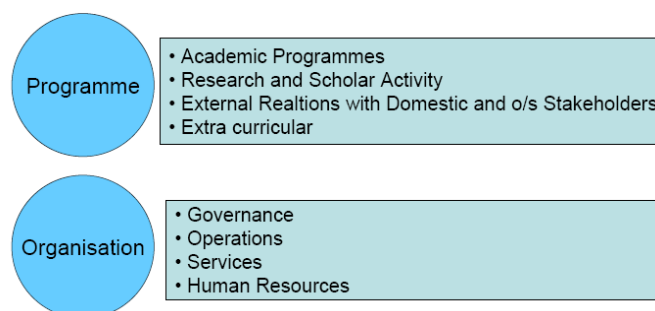 Programme
• Academic Programmes
• Research and Scholar Activity
• External Realtions with Domestic and o/s Stakeholders
• Extra curricular
Organisation
• Governance
• Operations
• Services
• Human Resources